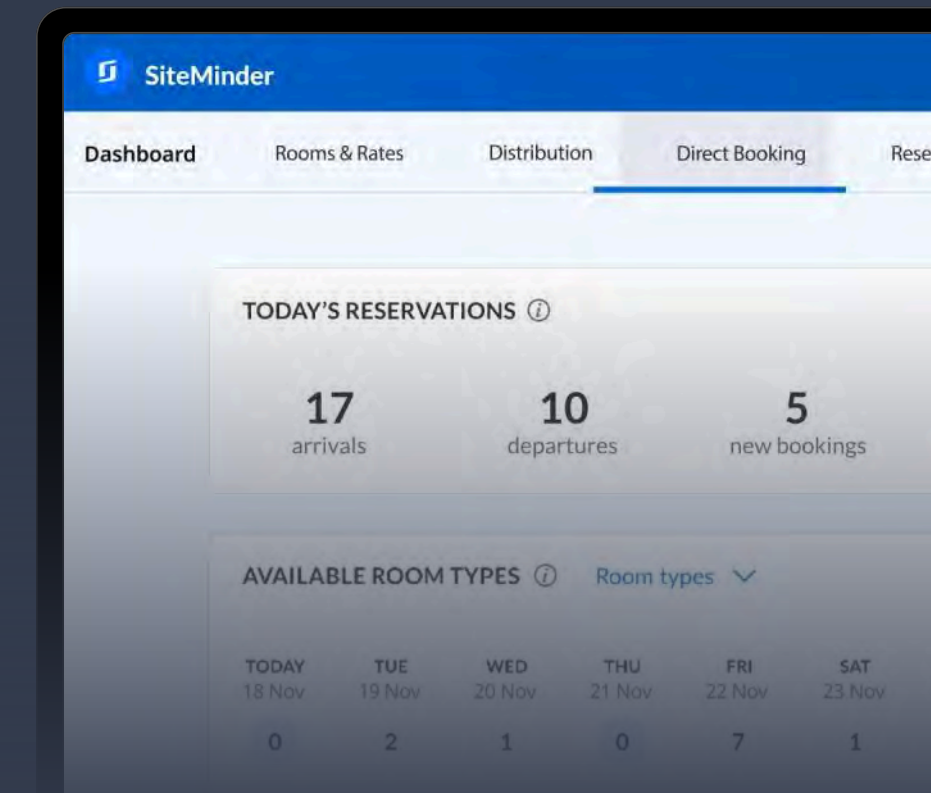 SiteMinder
Dashboard Rooms & Rates Distribution Direct Booking Rese
TODAY'S RESERVATIONS
17 10 5
arrivals departures new bookings
AVAILABLE ROOM TYPES Room types
TODAY TUE WED THU FRI SAT
18 Nov 19 Nov 20 Nov 21 Nov 22 Nov 23 Nov
0 2 1 0 7 1